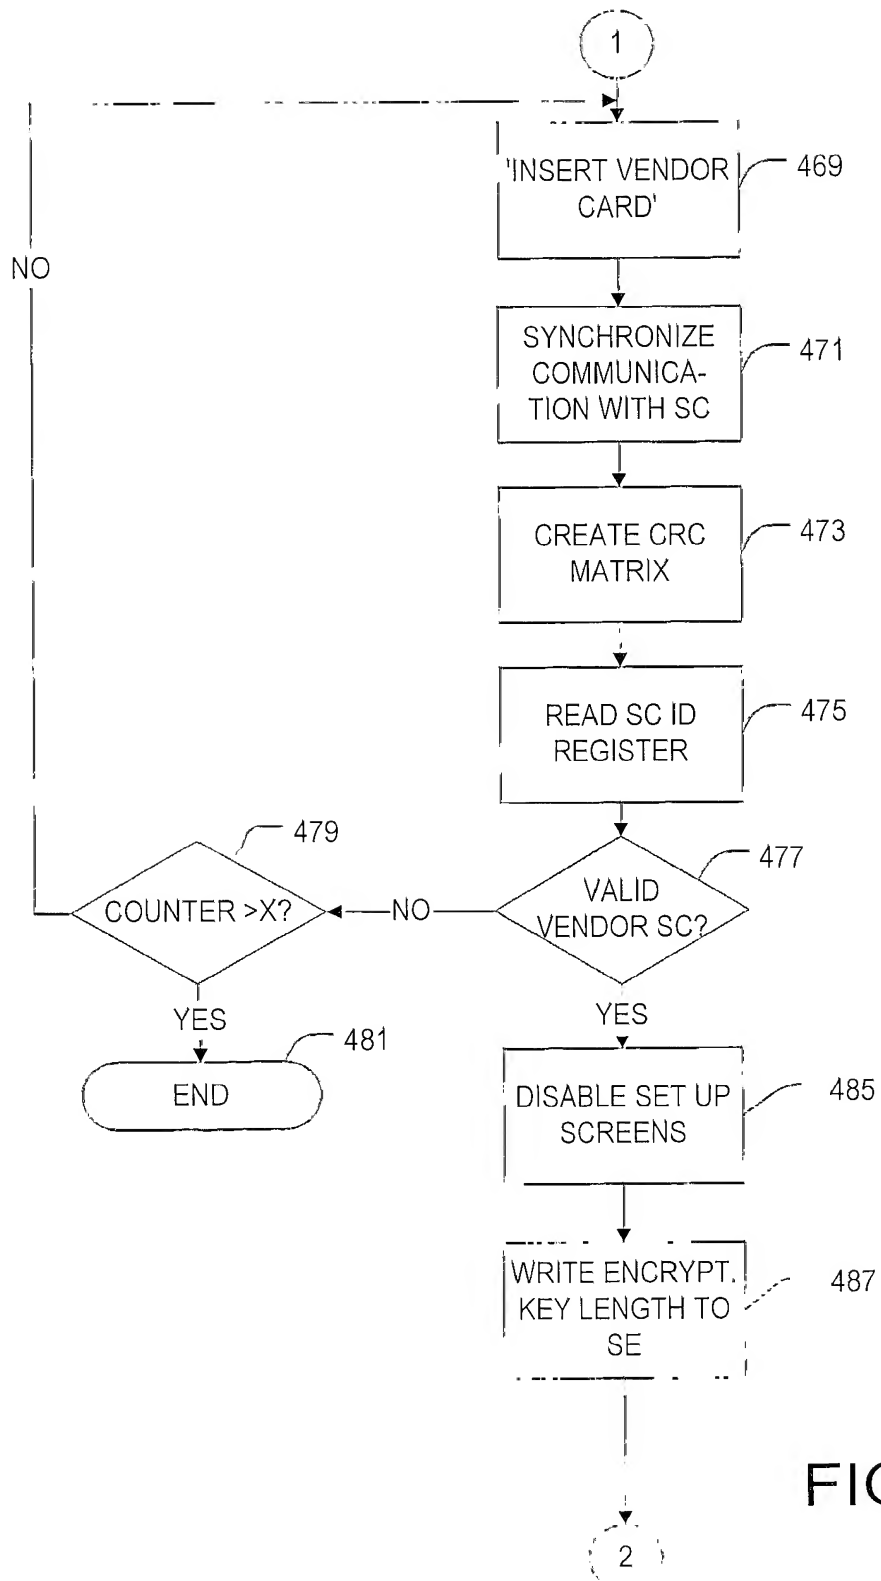 1
'INSERT VENDOR
CARD'
469
NO
SYNCHRONIZE
COMMUNICA-
TION WITH SC
471
CREATE CRC
MATRIX
473
READ SC ID
REGISTER
475
479
COUNTER >X?
NO
VALID
VENDOR SC?
477
YES
YES
481
END
DISABLE SET UP
SCREENS
485
WRITE ENCRYPT.
KEY LENGTH TO
SE
487
2